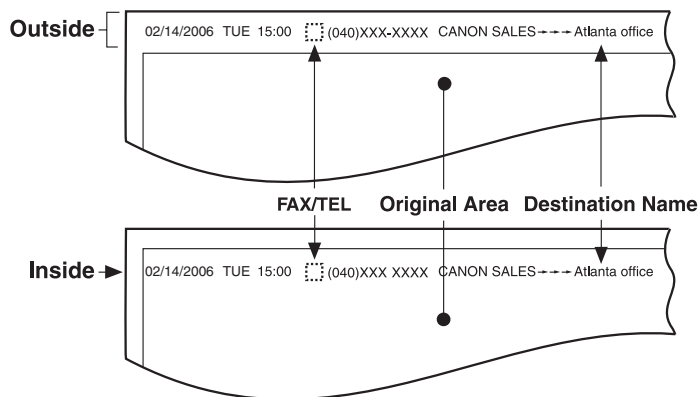 Outside
02/14/2006 TUE 15:00 (040)XXX-XXXX CANON SALES→→→Atlanta office
FAX/TEL Original Area Destination Name
Inside
02/14/2006 TUE 15:00 (040)XXX XXXX CANON SALES→→→Atlanta office